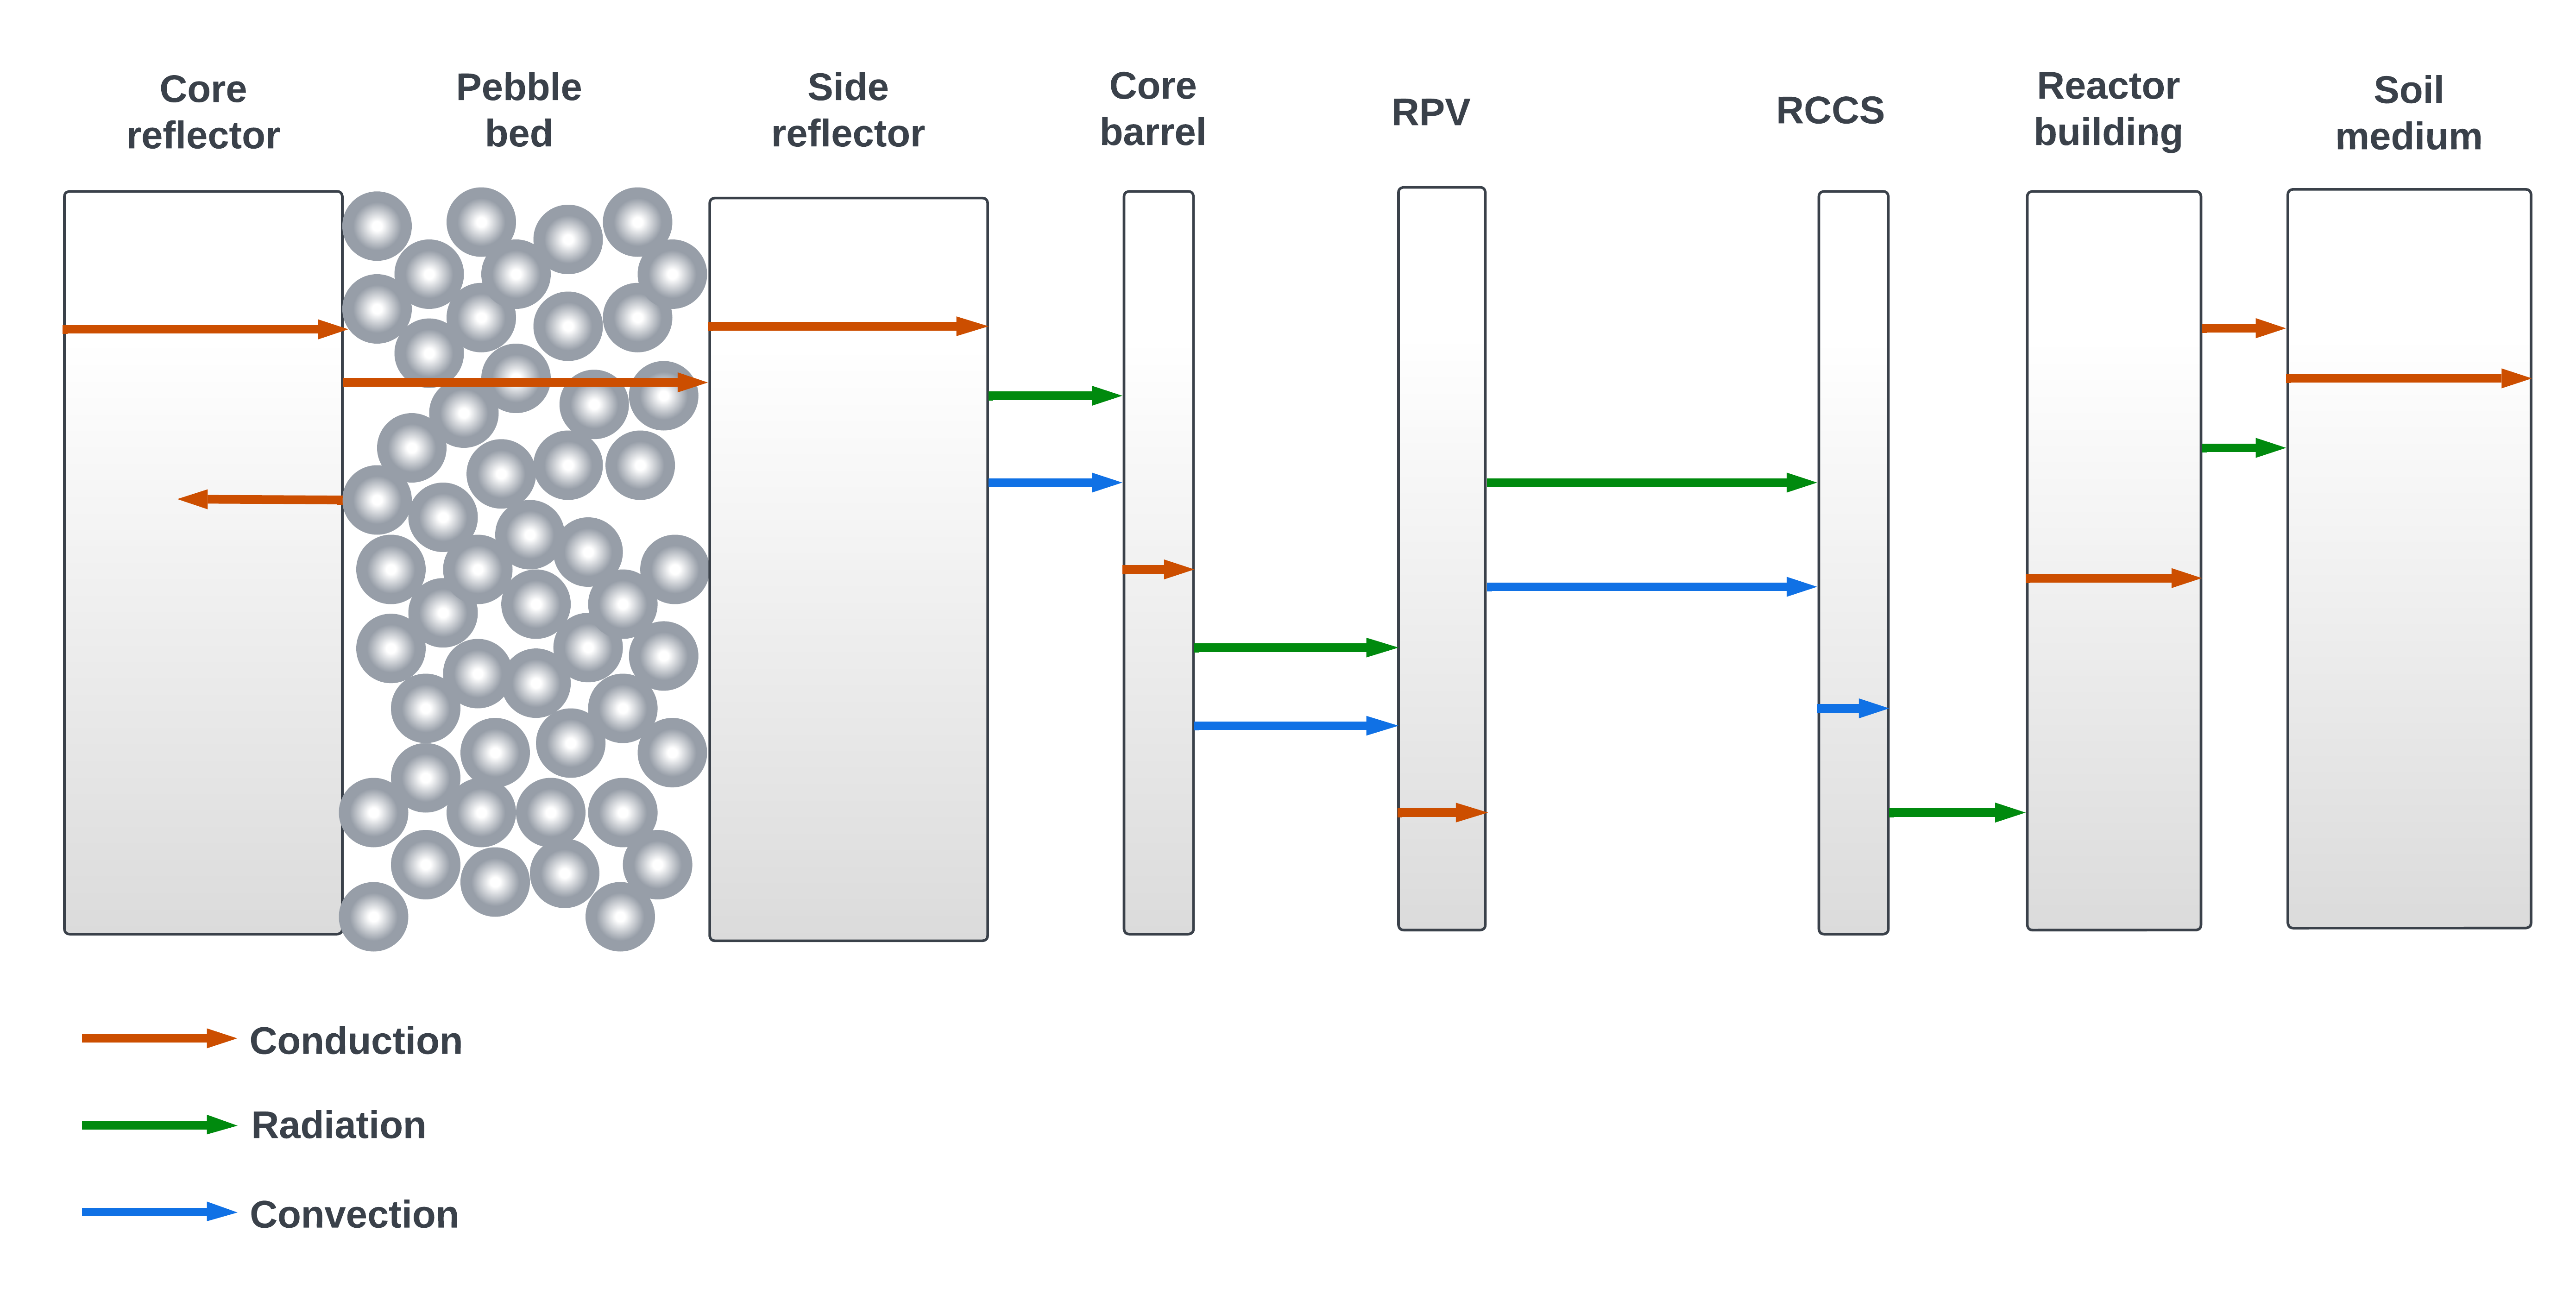 Core
reflector
Pebble
bed
Side
reflector
Core
barrel
RPV
RCCS
Reactor
building
Soil
medium
Conduction
Radiation
Convection